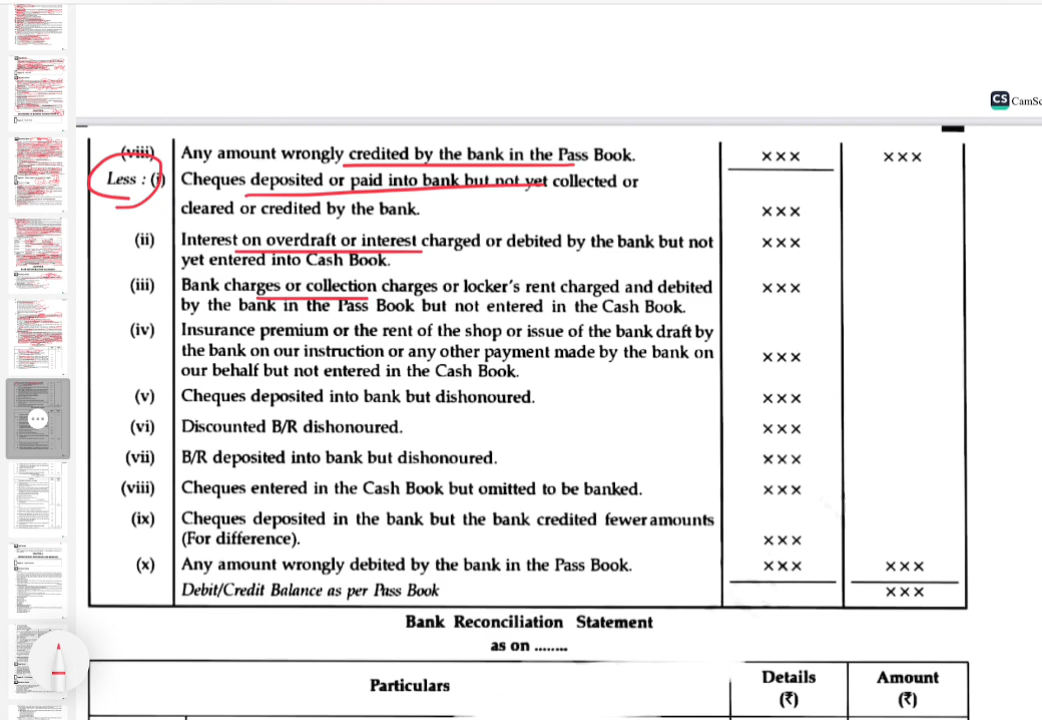 CS CamSc
(viii) Any amount wrongly credited by the bank in the Pass Book. ××× ×××
Less : (i) Cheques deposited or paid into bank but not yet collected or
cleared or credited by the bank. ×××
(ii) Interest on overdraft or interest charged or debited by the bank but not ×××
yet entered into Cash Book.
(iii) Bank charges or collection charges or locker's rent charged and debited ×××
by the bank in the Pass Book but not entered in the Cash Book.
(iv) Insurance premium or the rent of the shop or issue of the bank draft by
the bank on our instruction or any other payment made by the bank on ×××
our behalf but not entered in the Cash Book.
(v) Cheques deposited into bank but dishonoured. ×××
(vi) Discounted B/R dishonoured. ×××
(vii) B/R deposited into bank but dishonoured. ×××
(viii) Cheques entered in the Cash Book but omitted to be banked. ×××
(ix) Cheques deposited in the bank but the bank credited fewer amounts
(For difference). ×××
(x) Any amount wrongly debited by the bank in the Pass Book. ××× ×××
Debit/Credit Balance as per Pass Book ×××
Bank Reconciliation Statement
as on ........
Particulars Details Amount
(₹) (₹)